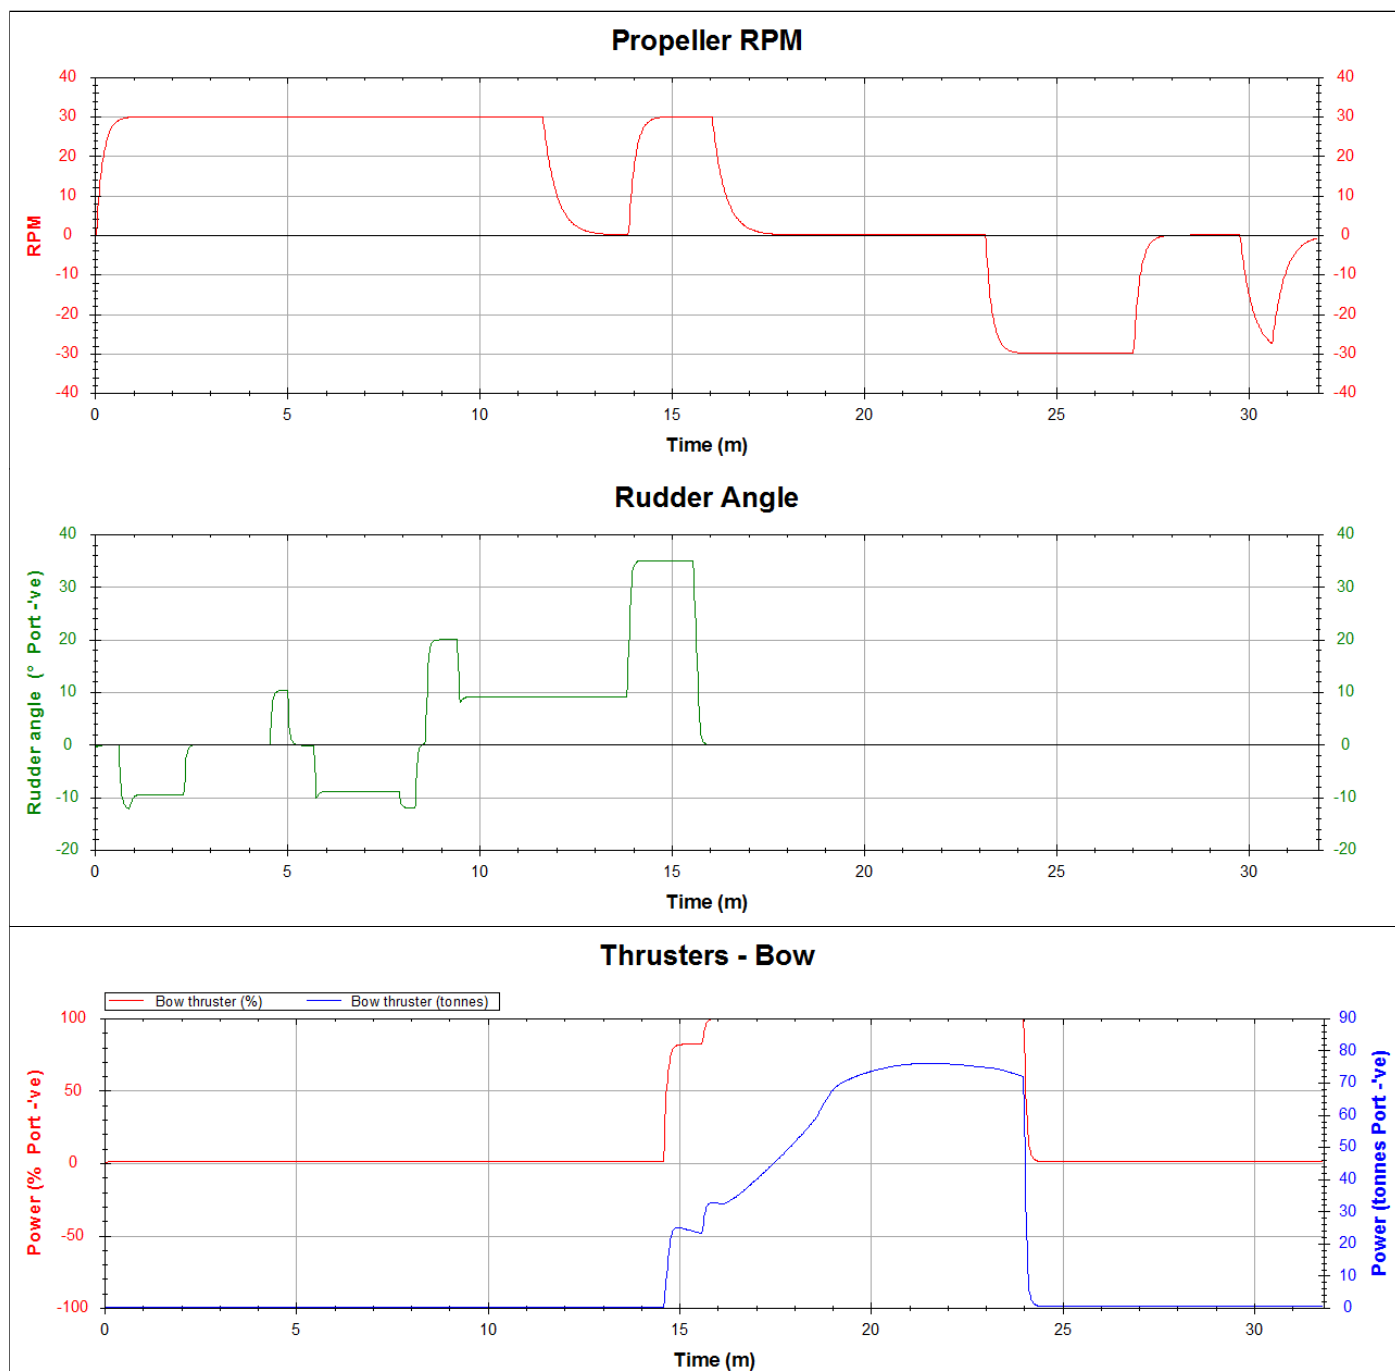 Propeller RPM
40 40
30 30
20 20
10 10
0 0
-10 -10
-20 -20
-30 -30
-40 -40
RPM
0 5 10 15 20 25 30
Time (m)
Rudder Angle
40 40
30 30
20 20
10 10
0 0
-10 -10
-20 -20
Rudder angle (° Port -'ve)
0 5 10 15 20 25 30
Time (m)
Thrusters - Bow
Bow thruster (%) Bow thruster (tonnes)
100 90
80
70
50
60
50
0
40
30
-50
20
10
-100 0
Power (% Port -'ve)
Power (tonnes Port -'ve)
0 5 10 15 20 25 30
Time (m)